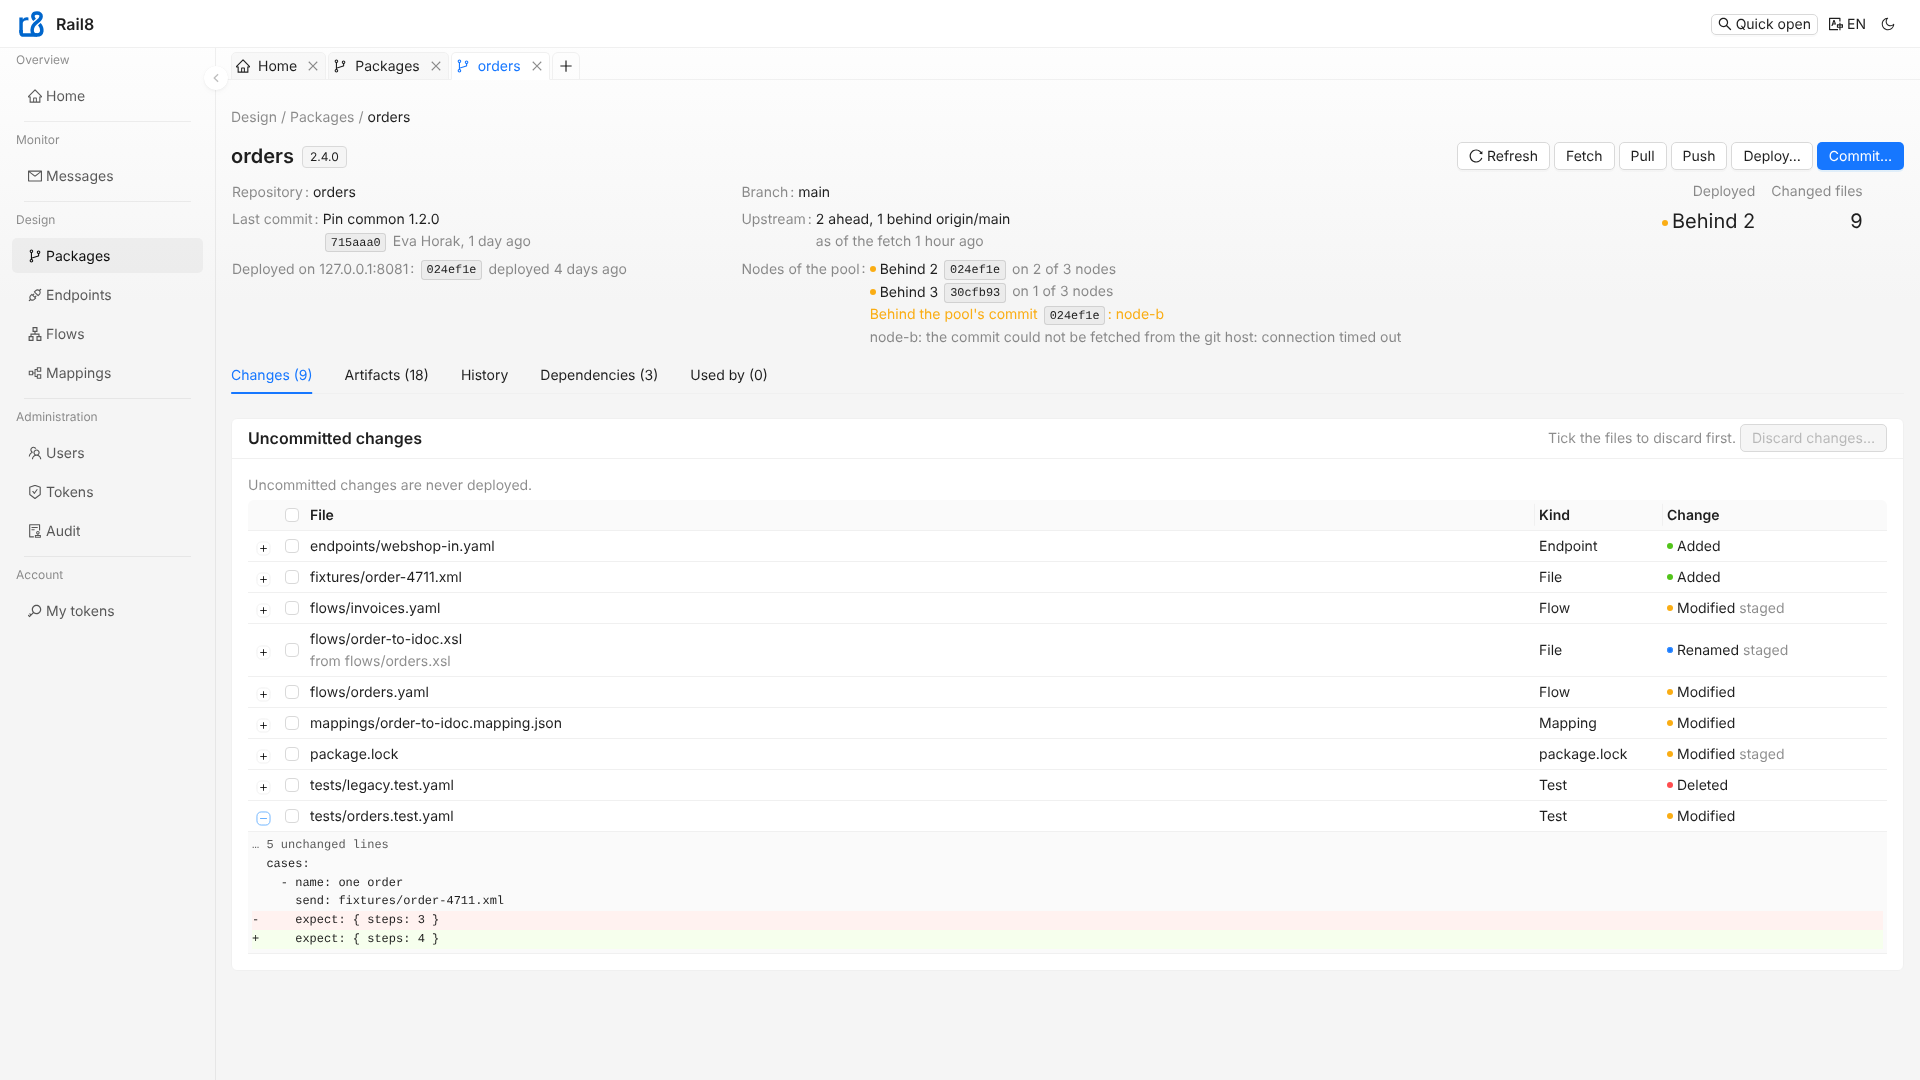 Rail8
Quick open
EN
Overview
Home
Monitor
Messages
Design
Packages
Endpoints
Flows
Mappings
Administration
Users
Tokens
Audit
Account
My tokens
Home
Packages
orders
Design / Packages / orders
orders 2.4.0
Refresh Fetch Pull Push Deploy... Commit...
Repository: orders
Branch: main
Deployed
Behind 2
Changed files
9
Last commit: Pin common 1.2.0
715aaa0 Eva Horak, 1 day ago
Upstream: 2 ahead, 1 behind origin/main
as of the fetch 1 hour ago
Deployed on 127.0.0.1:8081: 024ef1e deployed 4 days ago
Nodes of the pool: Behind 2 024ef1e on 2 of 3 nodes
Behind 3 30cfb93 on 1 of 3 nodes
Behind the pool's commit 024ef1e : node-b
node-b: the commit could not be fetched from the git host: connection timed out
Changes (9) Artifacts (18) History Dependencies (3) Used by (0)
Uncommitted changes
Tick the files to discard first. Discard changes...
Uncommitted changes are never deployed.
File Kind Change
+ endpoints/webshop-in.yaml Endpoint Added
+ fixtures/order-4711.xml File Added
+ flows/invoices.yaml Flow Modified staged
+ flows/order-to-idoc.xsl File Renamed staged
from flows/orders.xsl
+ flows/orders.yaml Flow Modified
+ mappings/order-to-idoc.mapping.json Mapping Modified
+ package.lock package.lock Modified staged
+ tests/legacy.test.yaml Test Deleted
tests/orders.test.yaml Test Modified
… 5 unchanged lines
cases:
- name: one order
send: fixtures/order-4711.xml
- expect: { steps: 3 }
+ expect: { steps: 4 }